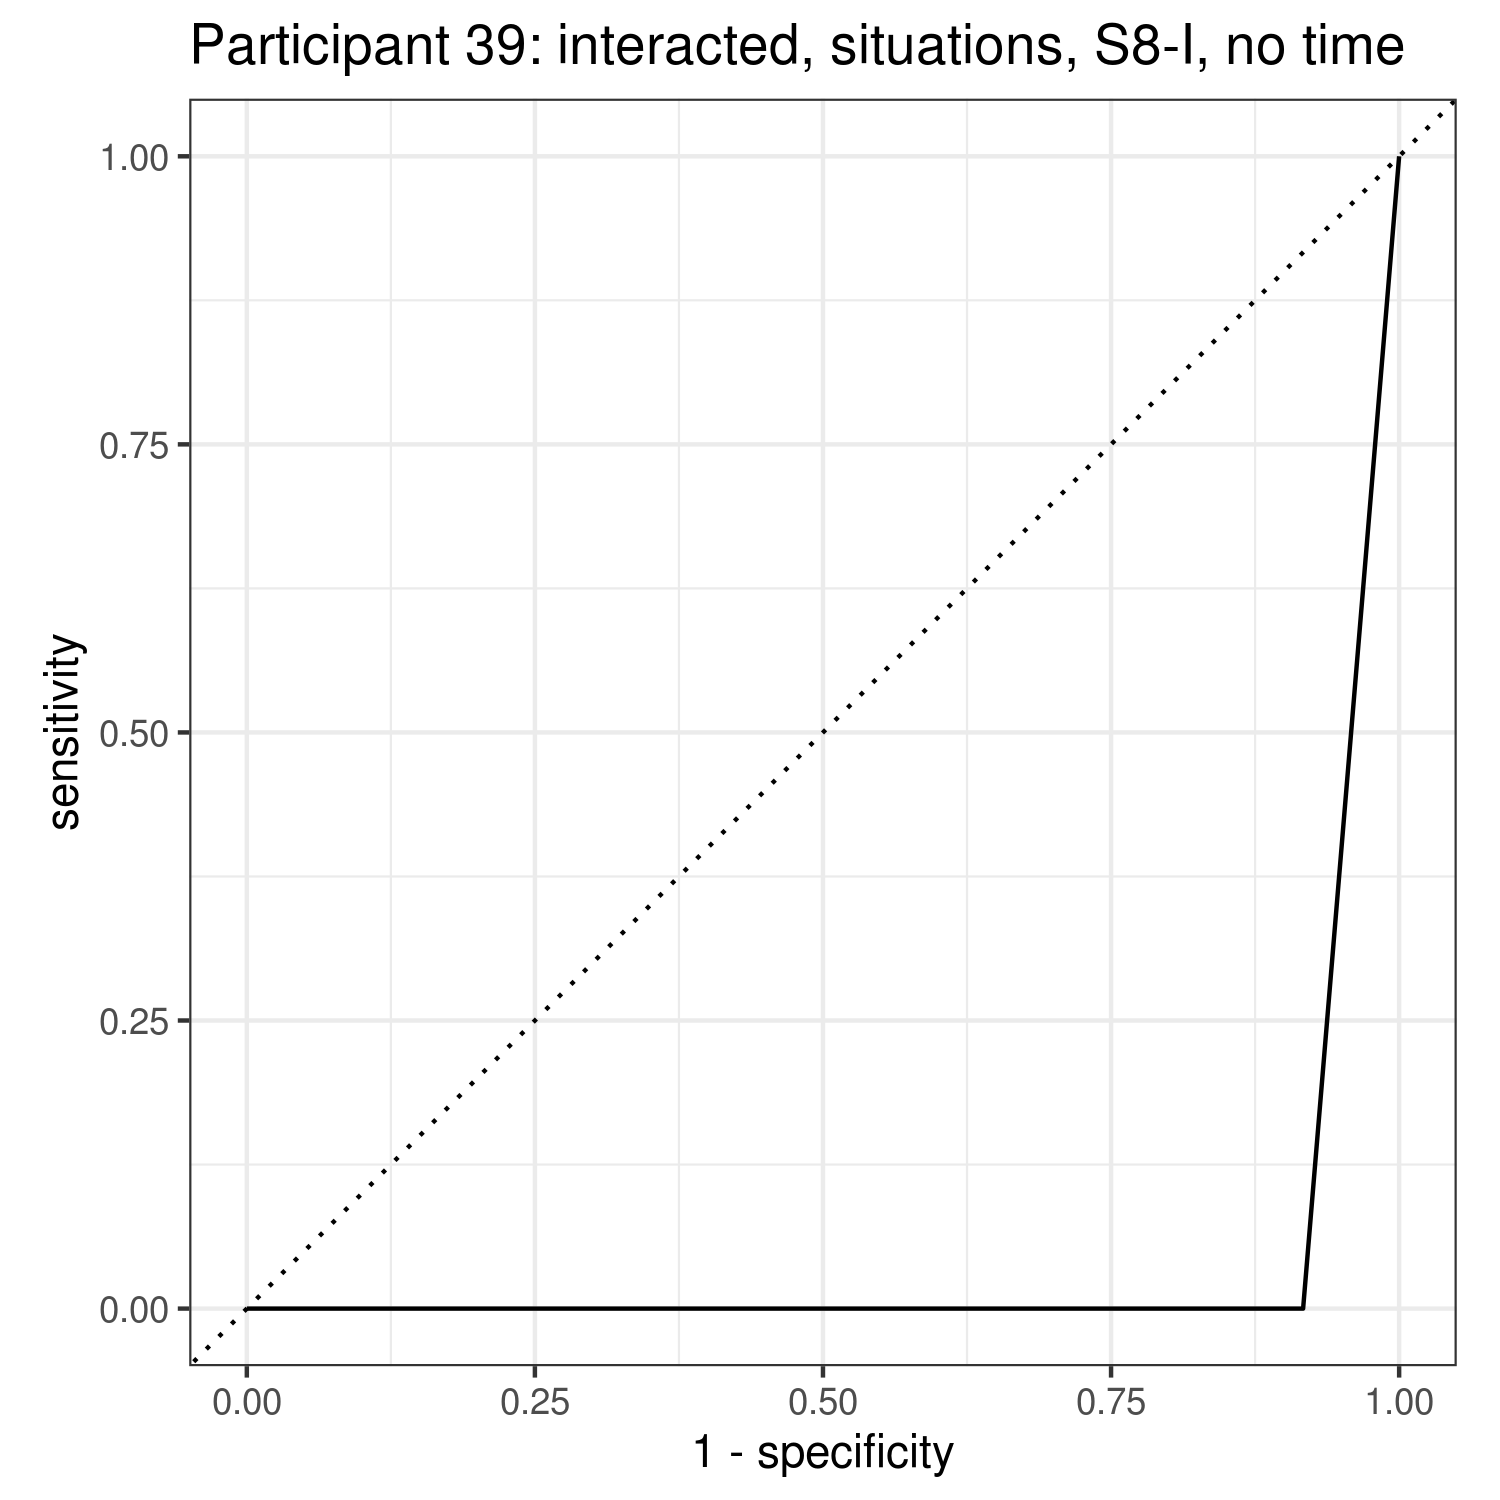 Participant 39: interacted, situations, S8-I, no time
1.00
0.75
0.50
0.25
0.00
sensitivity
0.00 0.25 0.50 0.75 1.00
1 - specificity